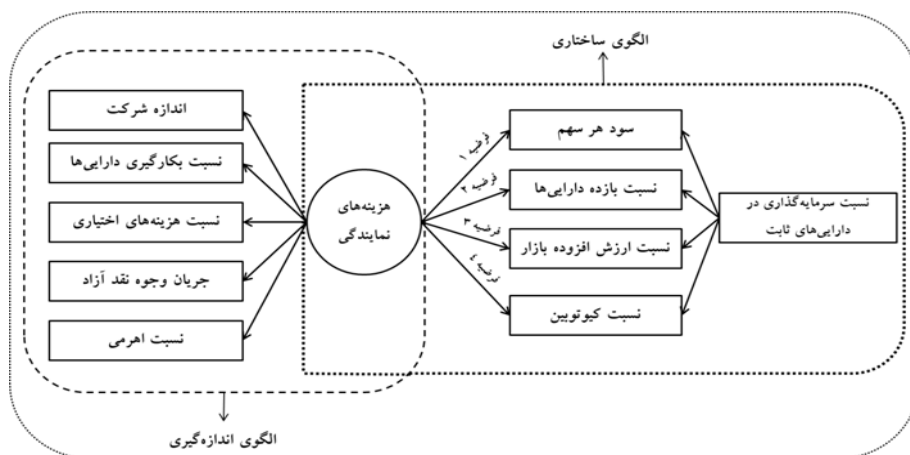 الگوی ساختاری
سود هر سهم
نسبت بازده دارایی‌ها
نسبت ارزش افزوده بازار
نسبت کیوتوبین
نسبت سرمایه‌گذاری در
دارایی‌های ثابت
فرضیه ۱
فرضیه ۲
فرضیه ۳
فرضیه ٤
هزینه‌های
نمایندگی
اندازه شرکت
نسبت بکارگیری دارایی‌ها
نسبت هزینه‌های اختیاری
جریان وجوه نقد آزاد
نسبت اهرمی
الگوی اندازه‌گیری